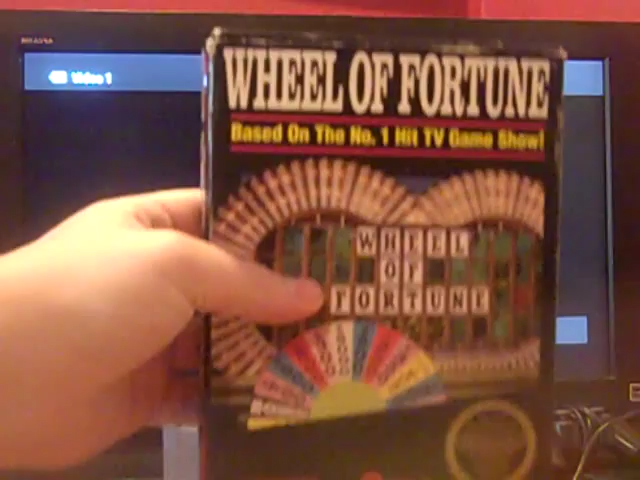 Video 1
WHEEL OF FORTUNE
Based On The No. 1 Hit TV Game Show!
WHEEL
OF
FORTUNE